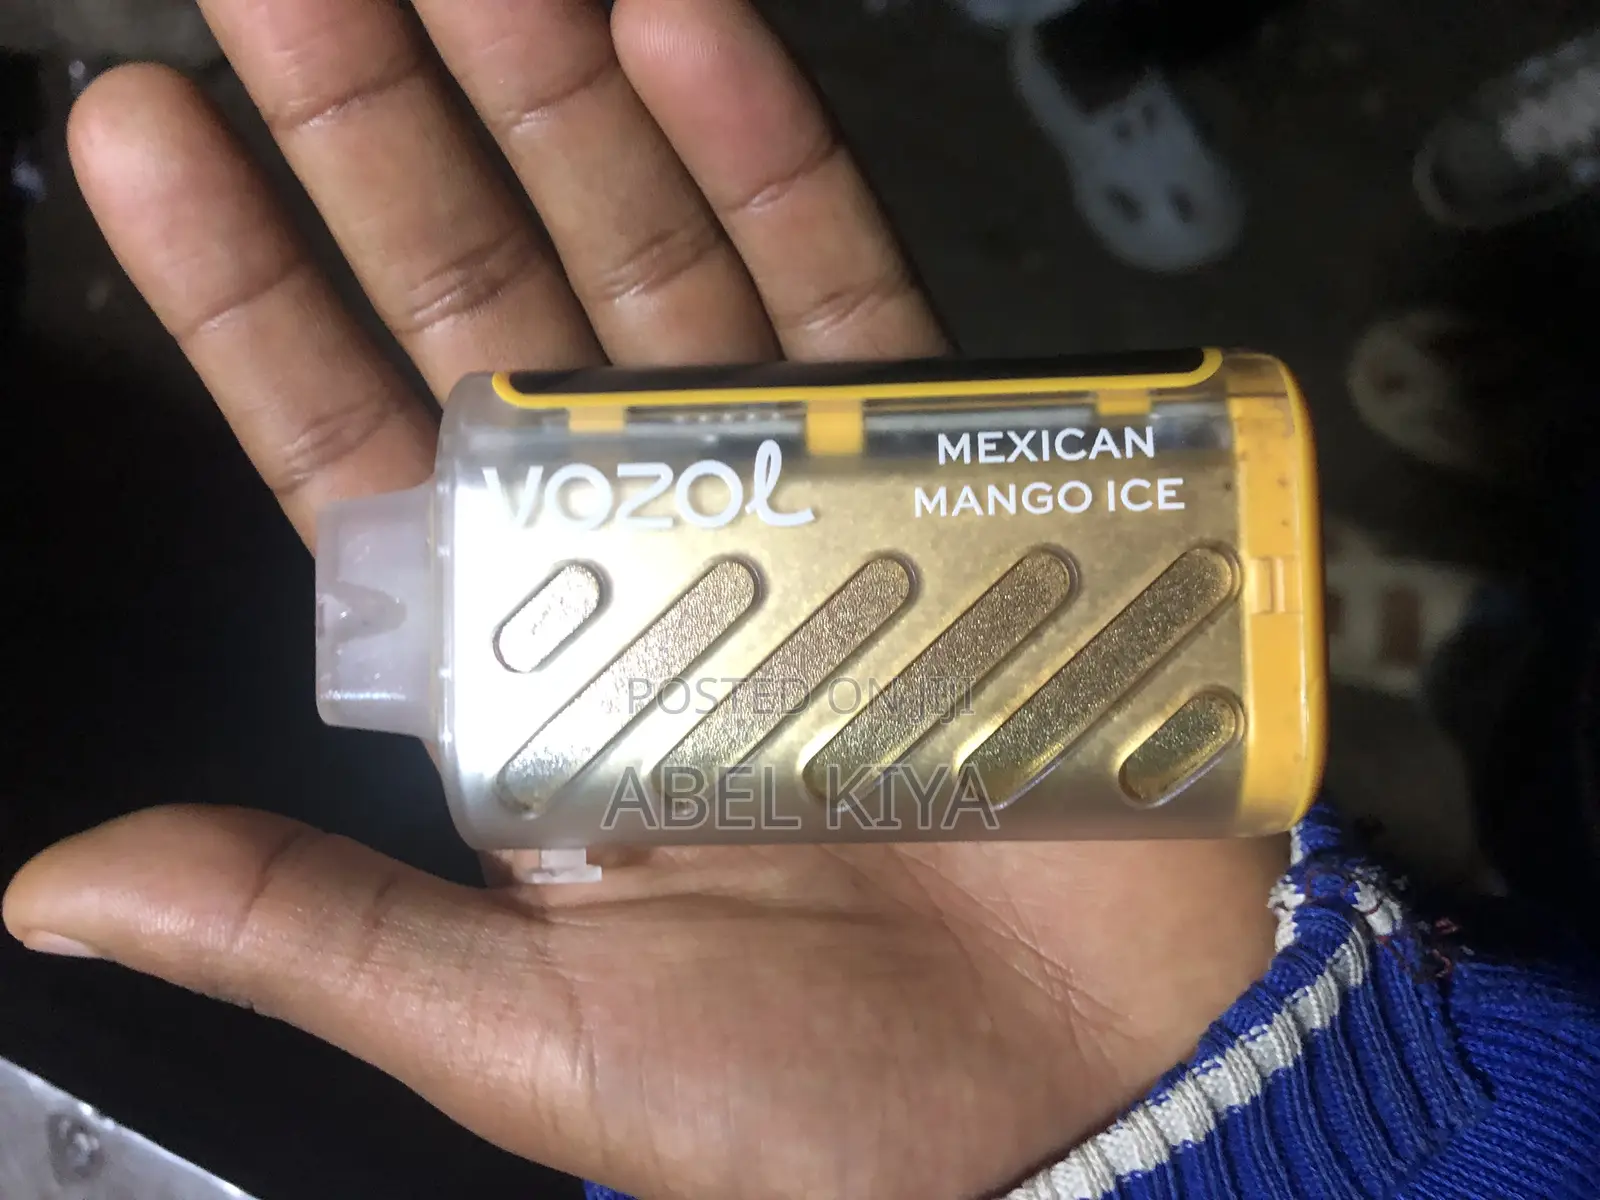 VOZOL
MEXICAN
MANGO ICE
POSTED ON JIJI
ABEL KIYA